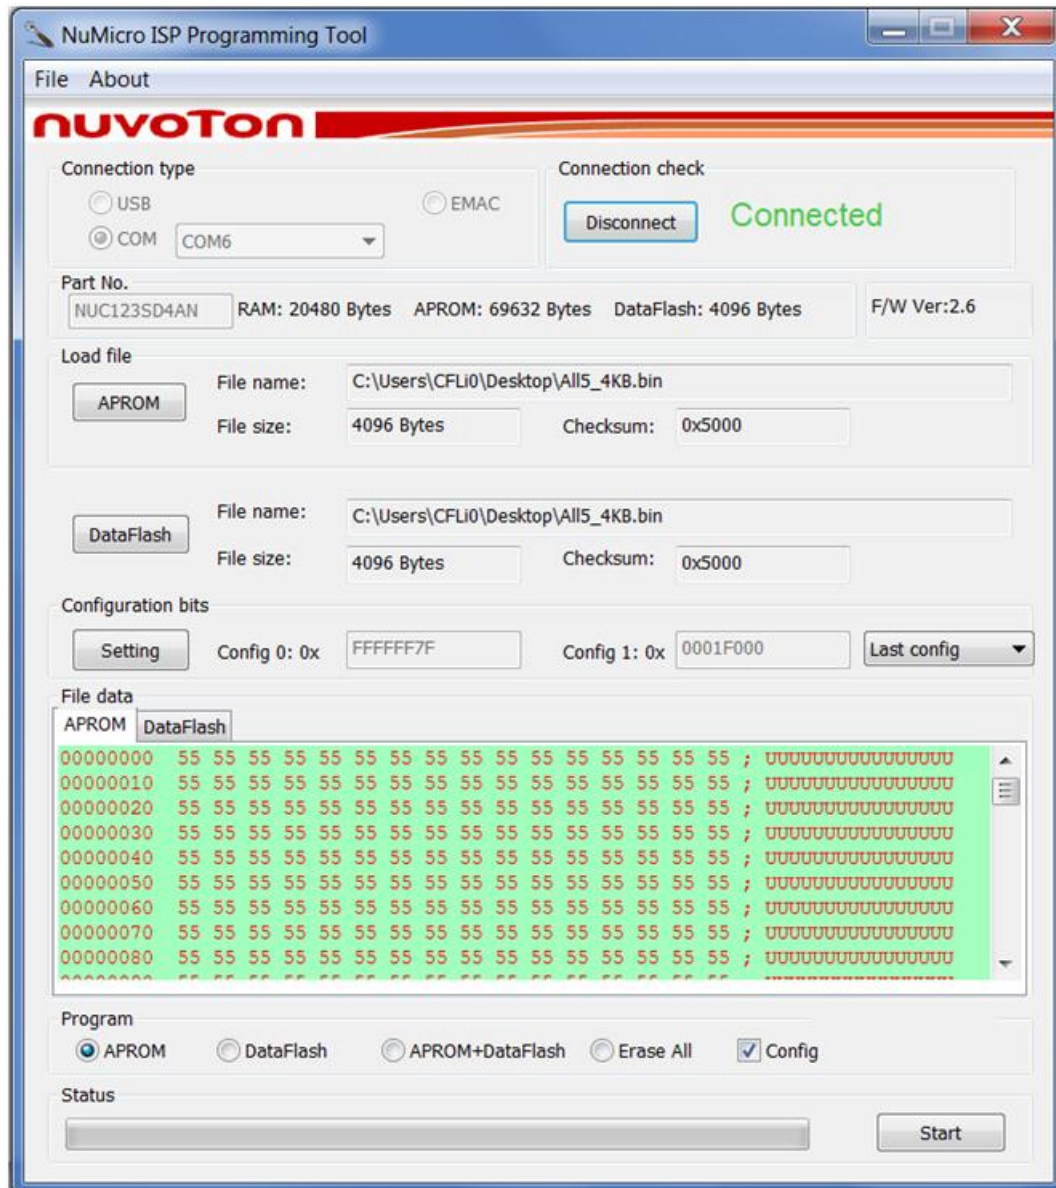 NuMicro ISP Programming Tool
File About
nuvoTon
Connection type
Connection check
USB
EMAC
COM COM6
Disconnect
Connected
Part No.
NUC123SD4AN RAM: 20480 Bytes APROM: 69632 Bytes DataFlash: 4096 Bytes F/W Ver:2.6
Load file
APROM
File name: C:\Users\CFLi0\Desktop\All5_4KB.bin
File size: 4096 Bytes Checksum: 0x5000
DataFlash
File name: C:\Users\CFLi0\Desktop\All5_4KB.bin
File size: 4096 Bytes Checksum: 0x5000
Configuration bits
Setting Config 0: 0x FFFFFF7F Config 1: 0x 0001F000 Last config
File data
APROM DataFlash
00000000 55 55 55 55 55 55 55 55 55 55 55 55 55 55 55 55 ; UUUUUUUUUUUUUUUU
00000010 55 55 55 55 55 55 55 55 55 55 55 55 55 55 55 55 ; UUUUUUUUUUUUUUUU
00000020 55 55 55 55 55 55 55 55 55 55 55 55 55 55 55 55 ; UUUUUUUUUUUUUUUU
00000030 55 55 55 55 55 55 55 55 55 55 55 55 55 55 55 55 ; UUUUUUUUUUUUUUUU
00000040 55 55 55 55 55 55 55 55 55 55 55 55 55 55 55 55 ; UUUUUUUUUUUUUUUU
00000050 55 55 55 55 55 55 55 55 55 55 55 55 55 55 55 55 ; UUUUUUUUUUUUUUUU
00000060 55 55 55 55 55 55 55 55 55 55 55 55 55 55 55 55 ; UUUUUUUUUUUUUUUU
00000070 55 55 55 55 55 55 55 55 55 55 55 55 55 55 55 55 ; UUUUUUUUUUUUUUUU
00000080 55 55 55 55 55 55 55 55 55 55 55 55 55 55 55 55 ; UUUUUUUUUUUUUUUU
Program
APROM DataFlash APROM+DataFlash Erase All Config
Status
Start